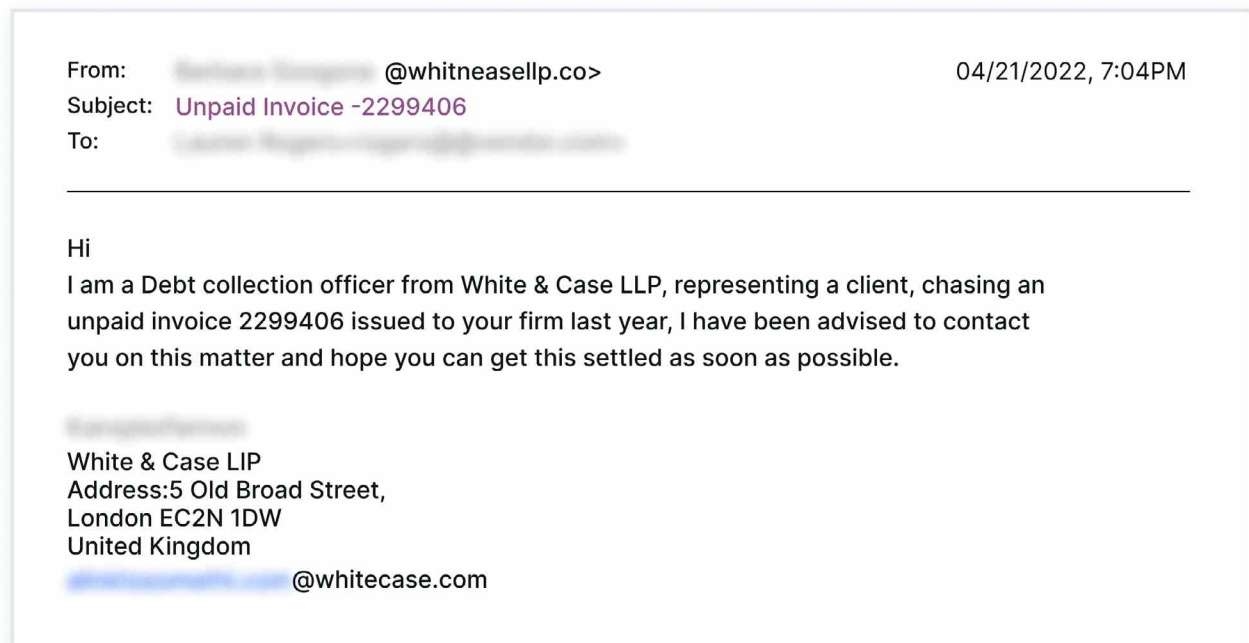 From: @whitneasellp.co> 04/21/2022, 7:04PM
Subject: Unpaid Invoice -2299406
To:
Hi
I am a Debt collection officer from White & Case LLP, representing a client, chasing an
unpaid invoice 2299406 issued to your firm last year, I have been advised to contact
you on this matter and hope you can get this settled as soon as possible.
White & Case LIP
Address:5 Old Broad Street,
London EC2N 1DW
United Kingdom
@whitecase.com